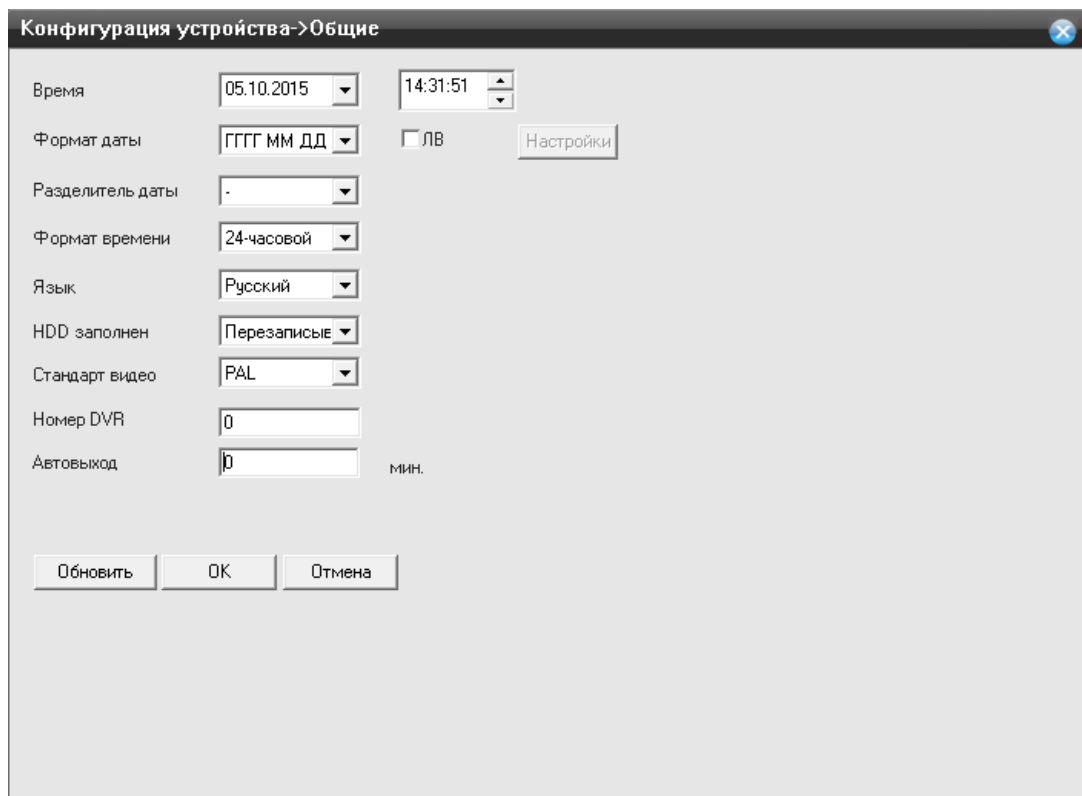 Конфигурация устройства->Общие
Время 05.10.2015 14:31:51
Формат даты ГГГГ ММ ДД ЛВ Настройки
Разделитель даты -
Формат времени 24-часовой
Язык Русский
HDD заполнен Перезаписыв
Стандарт видео PAL
Номер DVR 0
Автовыход 0 мин.
Обновить OK Отмена